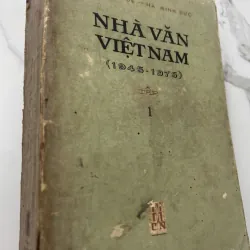 NHÀ VĂN
VIỆT NAM
(1945-1975)
1